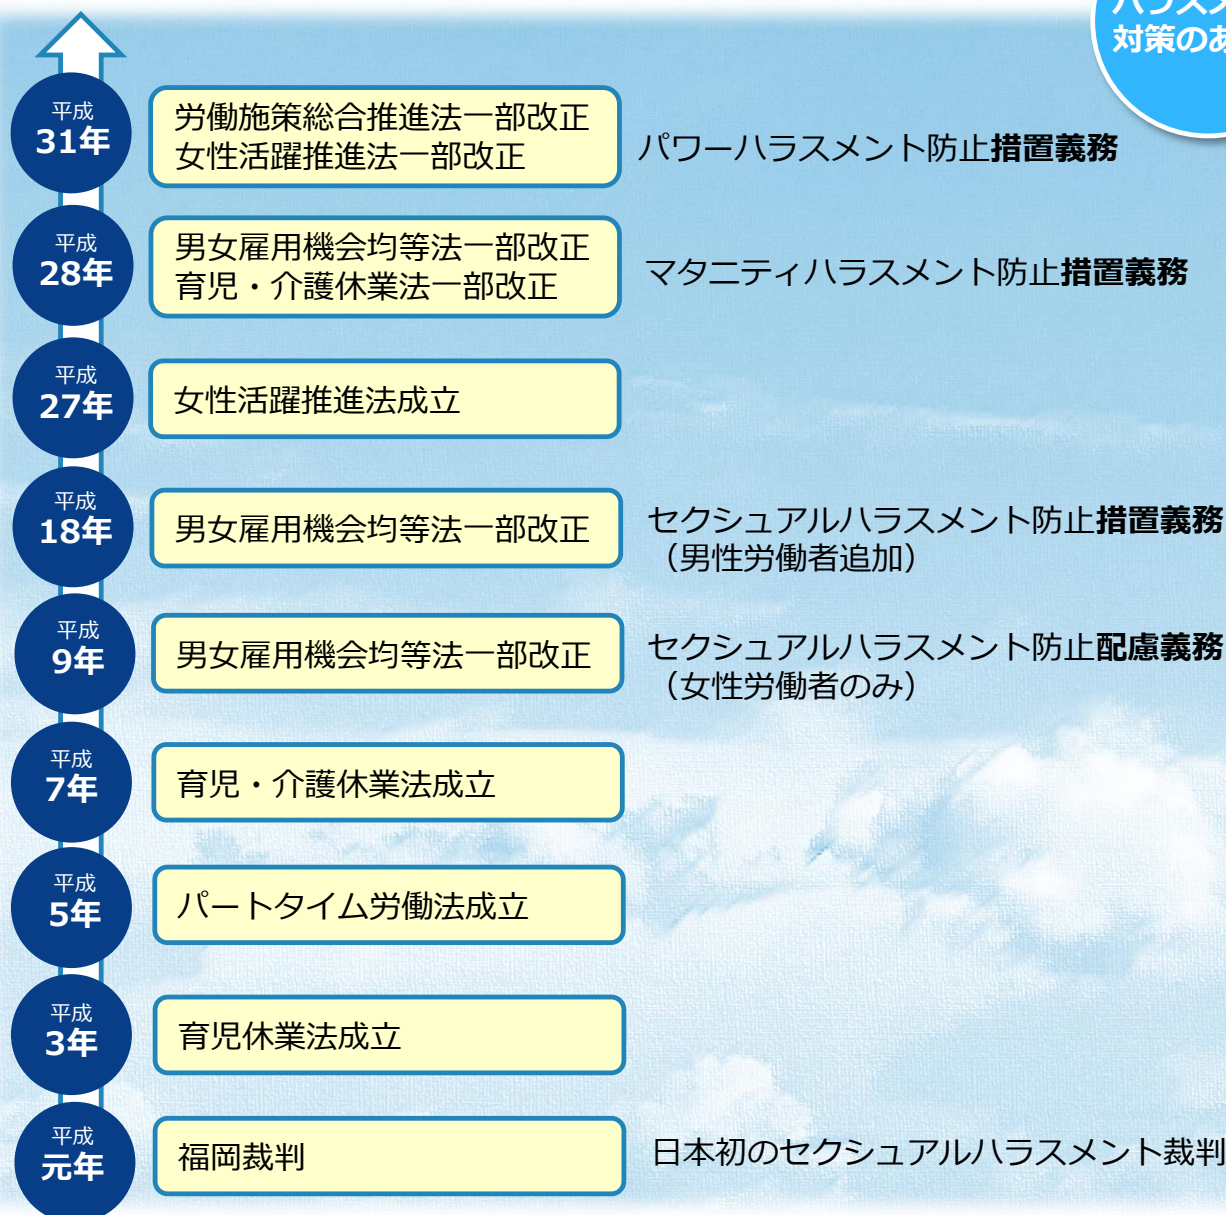 ハラスメ
対策のあ
平成
31年
労働施策総合推進法一部改正
女性活躍推進法一部改正
パワーハラスメント防止措置義務
平成
28年
男女雇用機会均等法一部改正
育児・介護休業法一部改正
マタニティハラスメント防止措置義務
平成
27年
女性活躍推進法成立
平成
18年
男女雇用機会均等法一部改正
セクシュアルハラスメント防止措置義務
（男性労働者追加）
平成
9年
男女雇用機会均等法一部改正
セクシュアルハラスメント防止配慮義務
（女性労働者のみ）
平成
7年
育児・介護休業法成立
平成
5年
パートタイム労働法成立
平成
3年
育児休業法成立
平成
元年
福岡裁判
日本初のセクシュアルハラスメント裁判